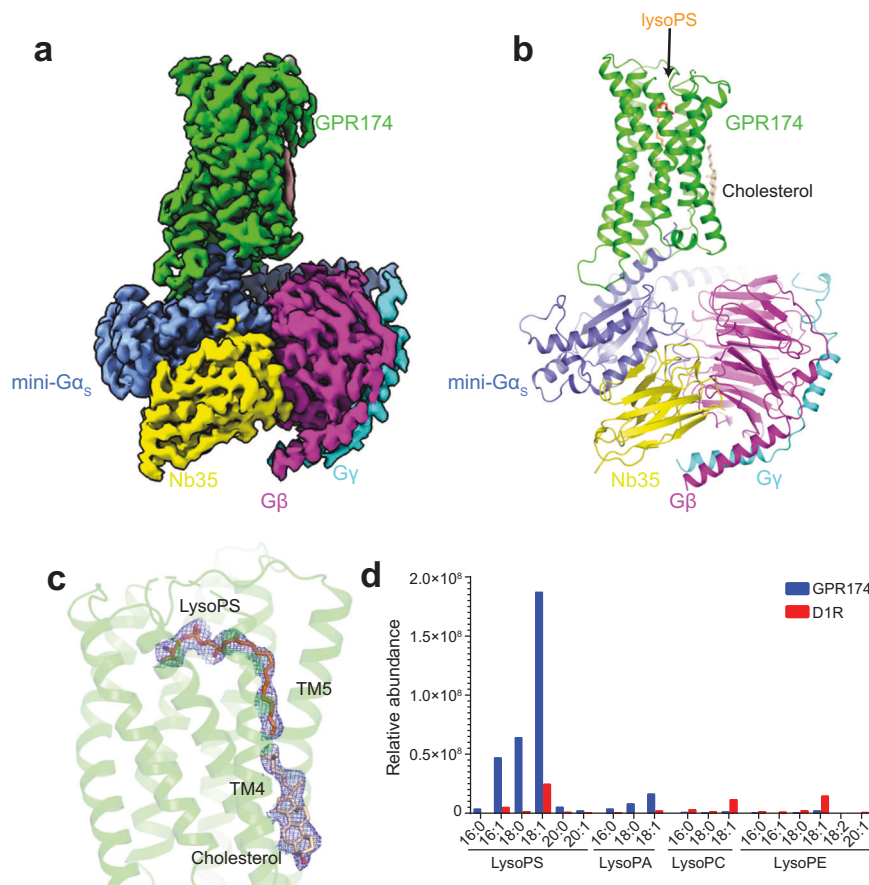 a
GPR174
mini-Gαs
Nb35
Gβ
Gγ
b
lysoPS
GPR174
Cholesterol
mini-Gαs
Nb35
Gβ
Gγ
c
LysoPS
TM5
TM4
Cholesterol
d
GPR174
D1R
Relative abundance
2.0×10⁸
1.5×10⁸
1.0×10⁸
0.5×10⁸
0
16:0 16:1 18:0 18:1 20:0 20:1 16:0 18:0 18:1 16:0 18:0 18:1 16:0 16:1 18:0 18:1 18:2 20:1
LysoPS LysoPA LysoPC LysoPE